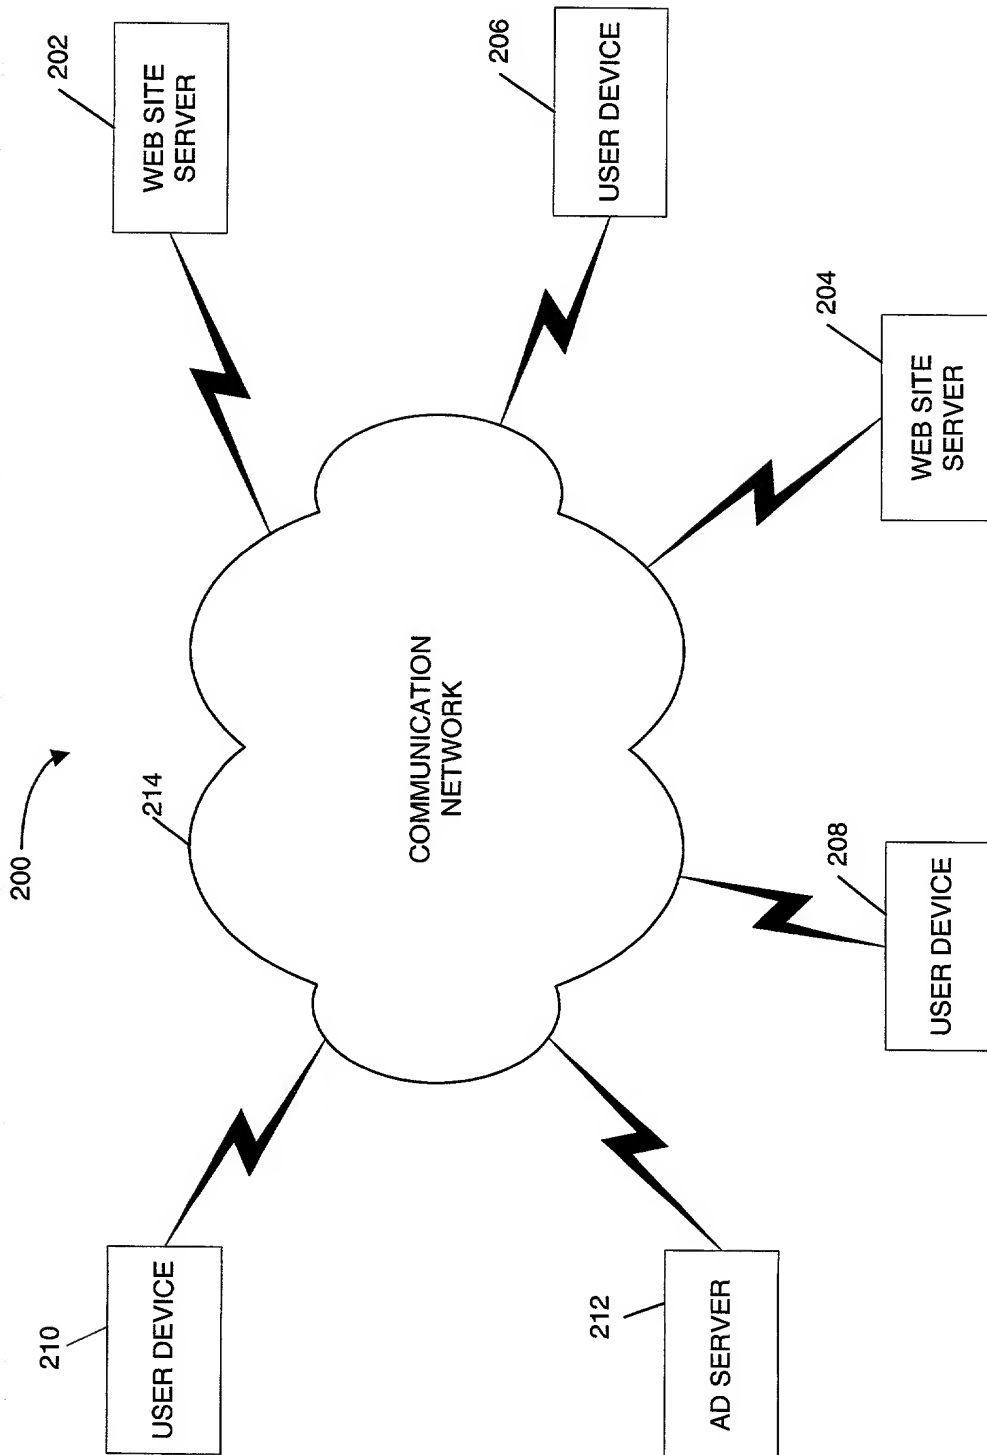 200
214
210
USER DEVICE
202
WEB SITE
SERVER
COMMUNICATION
NETWORK
206
USER DEVICE
212
AD SERVER
208
USER DEVICE
204
WEB SITE
SERVER